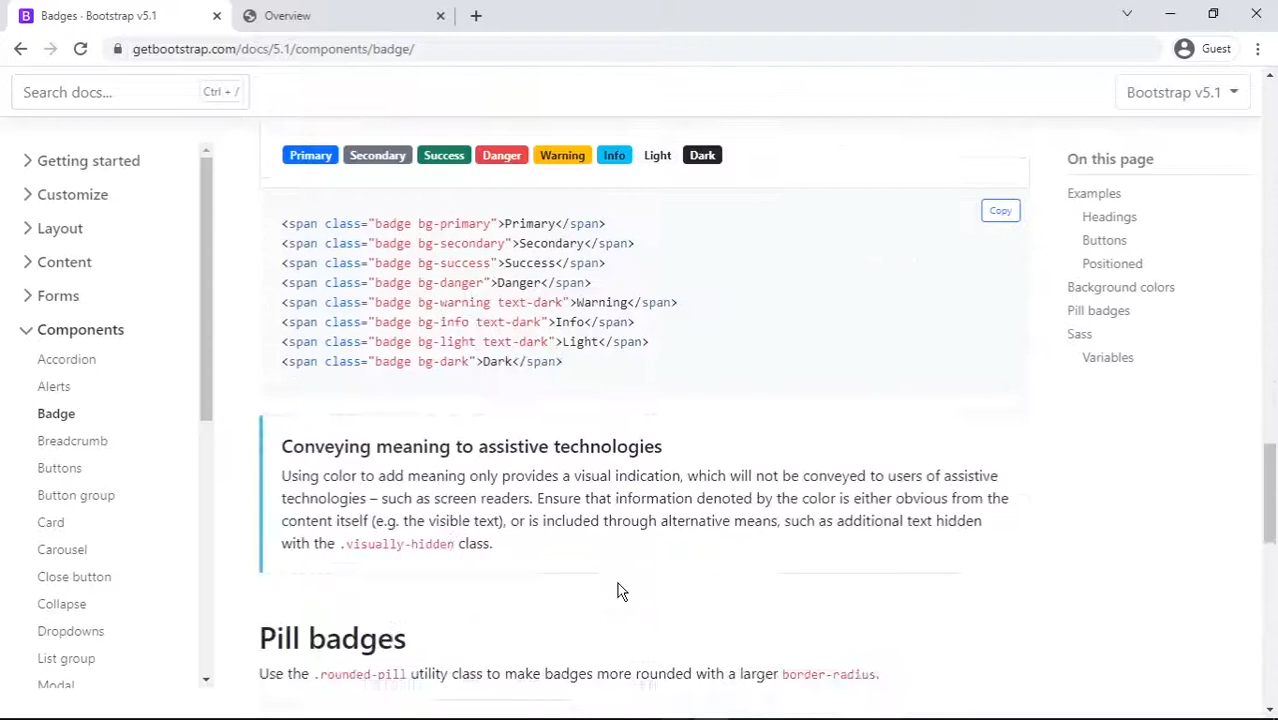 Badges · Bootstrap v5.1
Overview
getbootstrap.com/docs/5.1/components/badge/
Guest
Search docs...
Ctrl + /
Bootstrap v5.1
Getting started
Customize
Layout
Content
Forms
Components
Accordion
Alerts
Badge
Breadcrumb
Buttons
Button group
Card
Carousel
Close button
Collapse
Dropdowns
List group
Modal
Primary Secondary Success Danger Warning Info Light Dark
Copy
<span class="badge bg-primary">Primary</span>
<span class="badge bg-secondary">Secondary</span>
<span class="badge bg-success">Success</span>
<span class="badge bg-danger">Danger</span>
<span class="badge bg-warning text-dark">Warning</span>
<span class="badge bg-info text-dark">Info</span>
<span class="badge bg-light text-dark">Light</span>
<span class="badge bg-dark">Dark</span>
Conveying meaning to assistive technologies
Using color to add meaning only provides a visual indication, which will not be conveyed to users of assistive
technologies – such as screen readers. Ensure that information denoted by the color is either obvious from the
content itself (e.g. the visible text), or is included through alternative means, such as additional text hidden
with the .visually-hidden class.
Pill badges
Use the .rounded-pill utility class to make badges more rounded with a larger border-radius.
On this page
Examples
Headings
Buttons
Positioned
Background colors
Pill badges
Sass
Variables